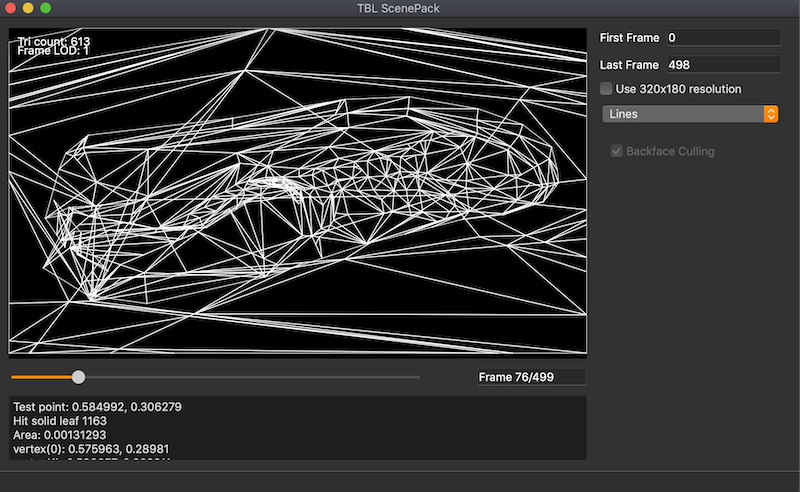 TBL ScenePack
Tri count: 613
Frame LOD: 1
First Frame 0
Last Frame 498
Use 320x180 resolution
Lines
Backface Culling
Frame 76/499
Test point: 0.584992, 0.306279
Hit solid leaf 1163
Area: 0.00131293
vertex(0): 0.575963, 0.28981